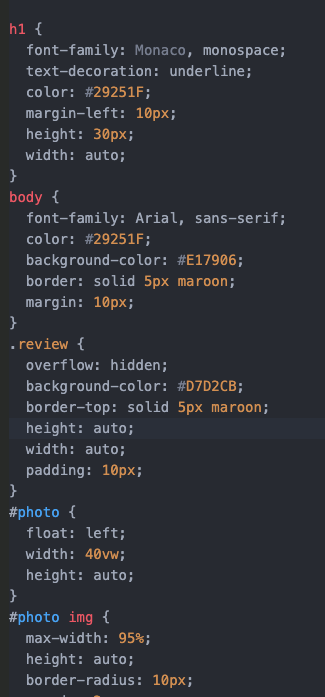 h1 {
  font-family: Monaco, monospace;
  text-decoration: underline;
  color: #29251F;
  margin-left: 10px;
  height: 30px;
  width: auto;
}
body {
  font-family: Arial, sans-serif;
  color: #29251F;
  background-color: #E17906;
  border: solid 5px maroon;
  margin: 10px;
}
.review {
  overflow: hidden;
  background-color: #D7D2CB;
  border-top: solid 5px maroon;
  height: auto;
  width: auto;
  padding: 10px;
}
#photo {
  float: left;
  width: 40vw;
  height: auto;
}
#photo img {
  max-width: 95%;
  height: auto;
  border-radius: 10px;